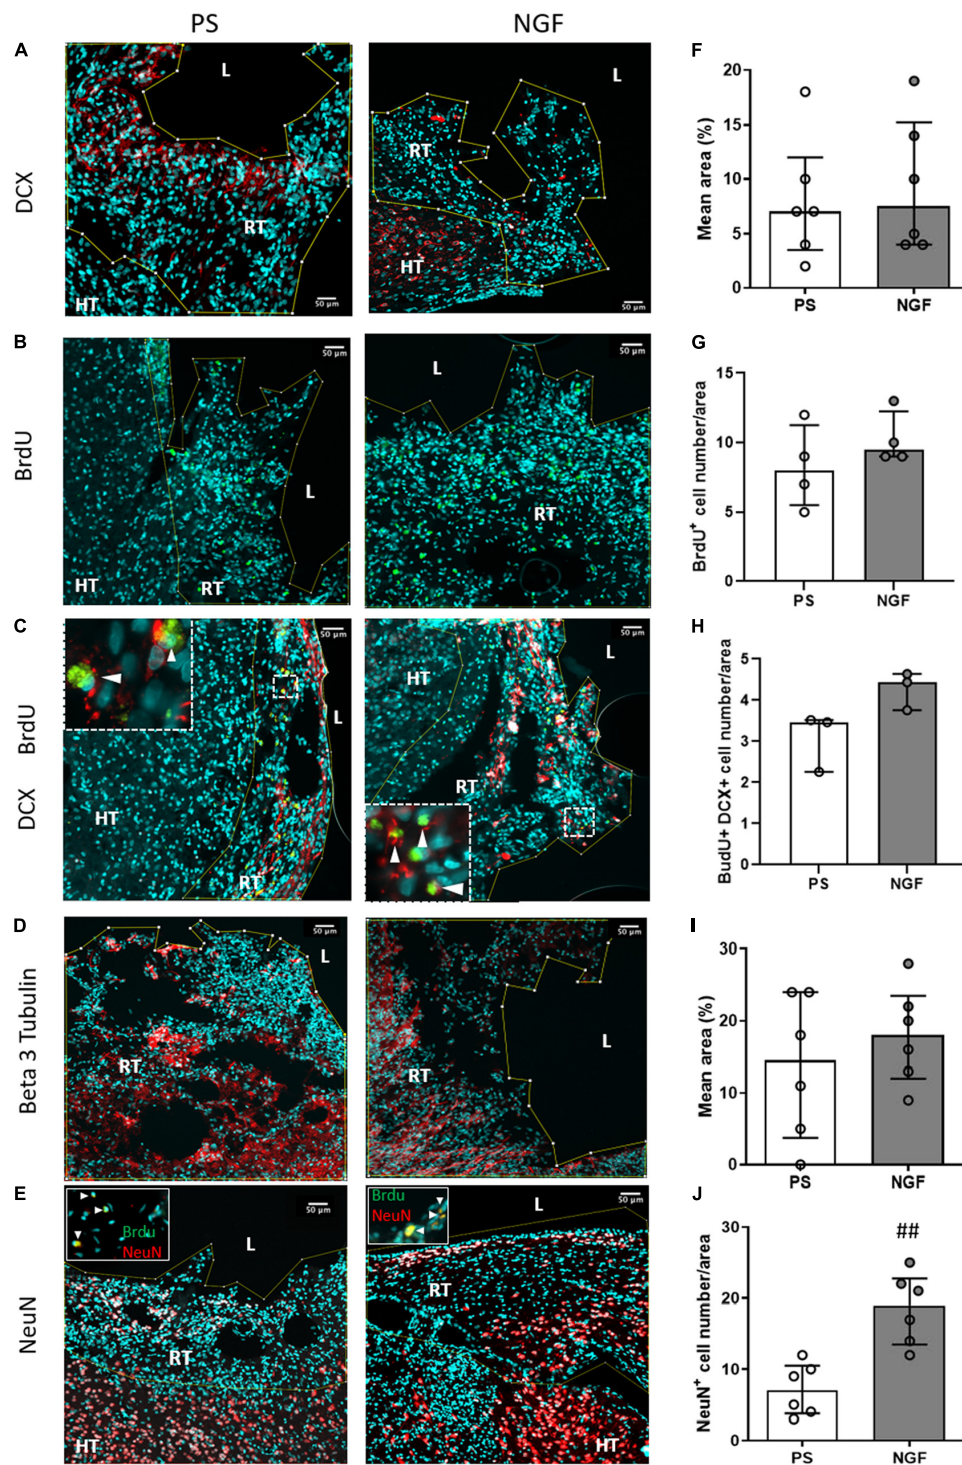 PS NGF
A L RT HT 50 µm
L RT HT 50 µm
DCX
F
Mean area (%)
20
15
10
5
0
PS NGF
B 50 µm L HT RT
50 µm L RT
BrdU
G
BrdU+ cell number/area
15
10
5
0
PS NGF
C 50 µm L HT RT
50 µm L HT RT
DCX BrdU
H
BudU+ DCX+ cell number/area
5
4
3
2
1
0
PS NGF
D 50 µm L RT
50 µm L RT
Beta 3 Tubulin
I
Mean area (%)
30
20
10
0
PS NGF
E Brdu NeuN 50 µm L RT HT
Brdu NeuN 50 µm L RT HT
NeuN
J
NeuN+ cell number/area
30
20
10
0
##
PS NGF